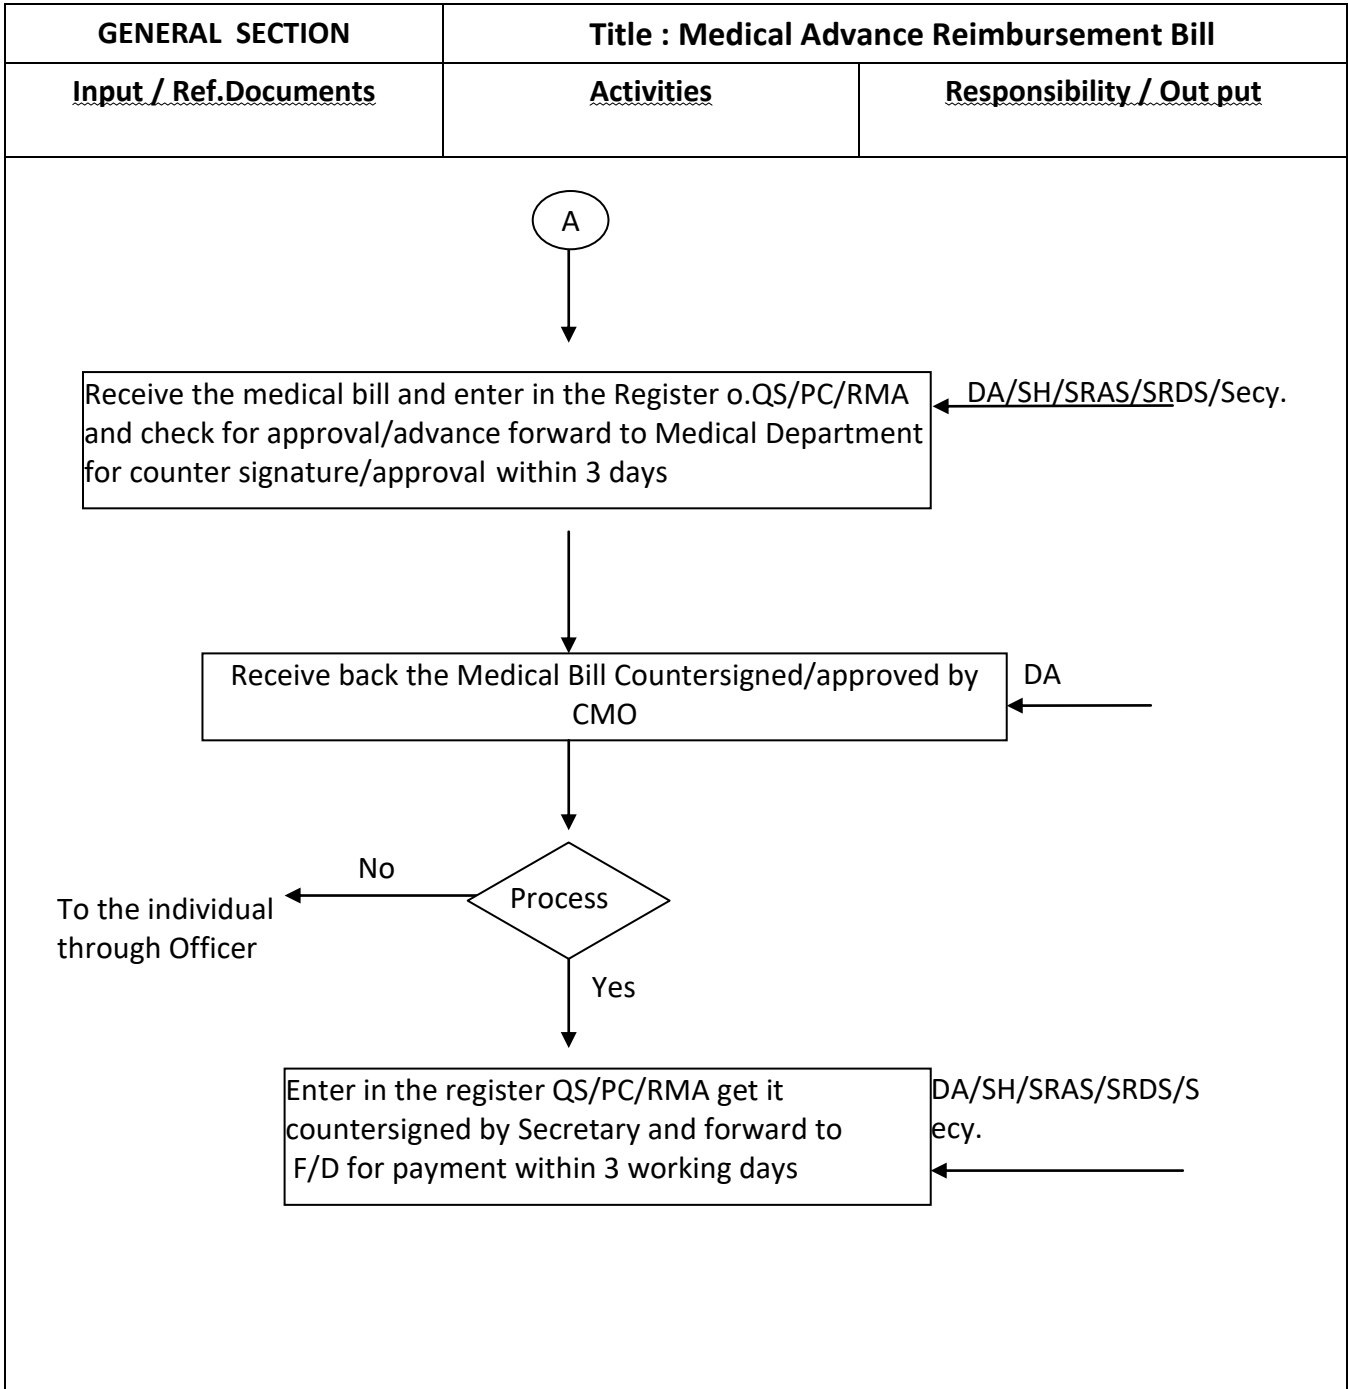 GENERAL SECTION
Title : Medical Advance Reimbursement Bill
Input / Ref.Documents
Activities
Responsibility / Out put
A
Receive the medical bill and enter in the Register o.QS/PC/RMA
and check for approval/advance forward to Medical Department
for counter signature/approval within 3 days
DA/SH/SRAS/SRDS/Secy.
Receive back the Medical Bill Countersigned/approved by
CMO
DA
Process
No
To the individual
through Officer
Yes
Enter in the register QS/PC/RMA get it
countersigned by Secretary and forward to
F/D for payment within 3 working days
DA/SH/SRAS/SRDS/S
ecy.